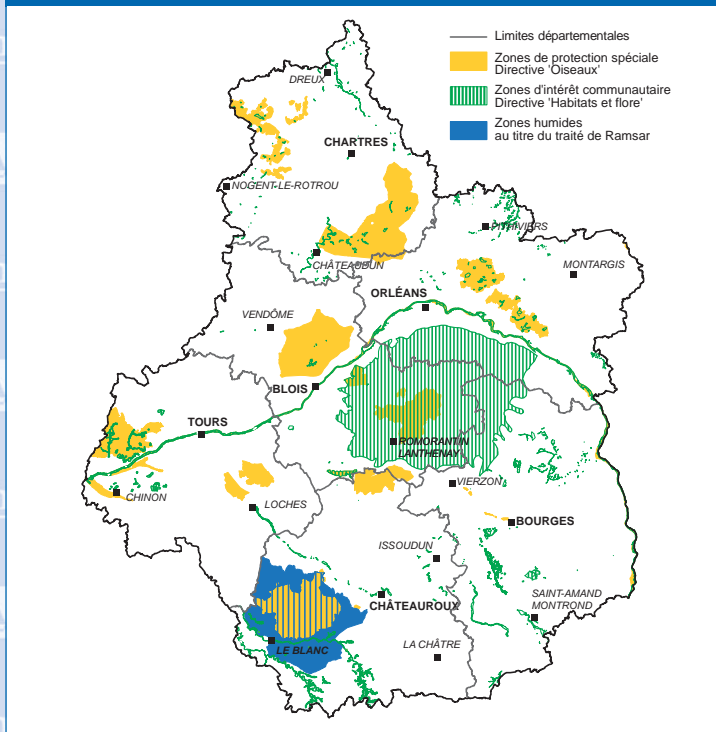 Limites départementales
Zones de protection spéciale
Directive 'Oiseaux'
Zones d'intérêt communautaire
Directive 'Habitats et flore'
Zones humides
au titre du traité de Ramsar
DREUX
CHARTRES
NOGENT-LE-ROTROU
PITHIVIERS
CHÂTEAUDUN
MONTARGIS
ORLÉANS
VENDÔME
BLOIS
TOURS
ROMORANTIN
LANTHENAY
VIERZON
CHINON
LOCHES
BOURGES
ISSOUDUN
CHÂTEAUROUX
SAINT-AMAND
MONTROND
LE BLANC
LA CHÂTRE